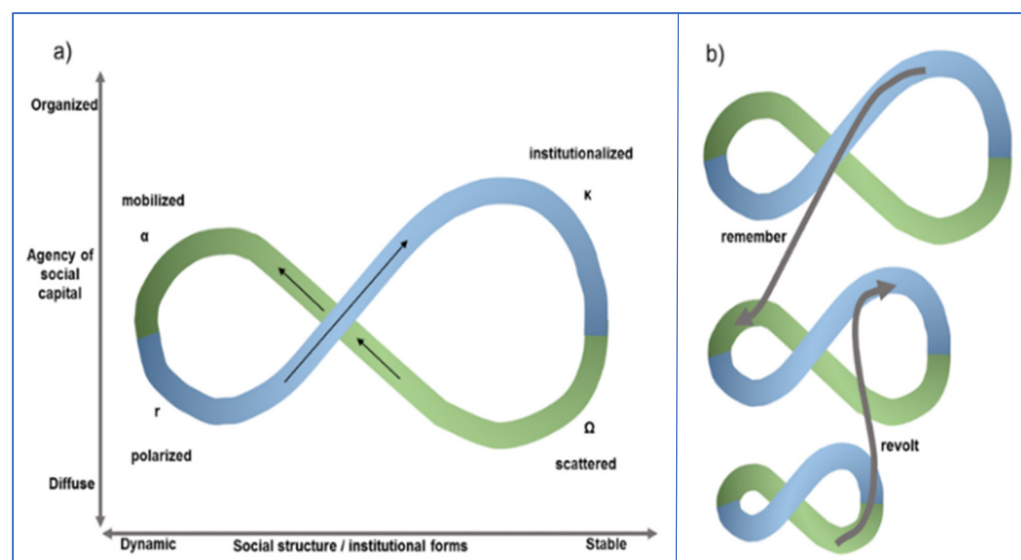 a)
Organized
institutionalized
κ
mobilized
α
Agency of
social
capital
r
polarized
Ω
scattered
Diffuse
Dynamic
Social structure / institutional forms
Stable
b)
remember
revolt